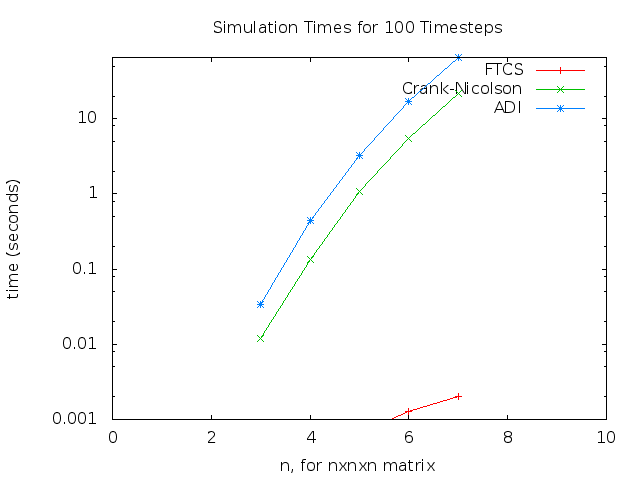 Simulation Times for 100 Timesteps
FTCS
Crank-Nicolson
ADI
10
1
0.1
0.01
0.001
time (seconds)
0 2 4 6 8 10
n, for nxnxn matrix